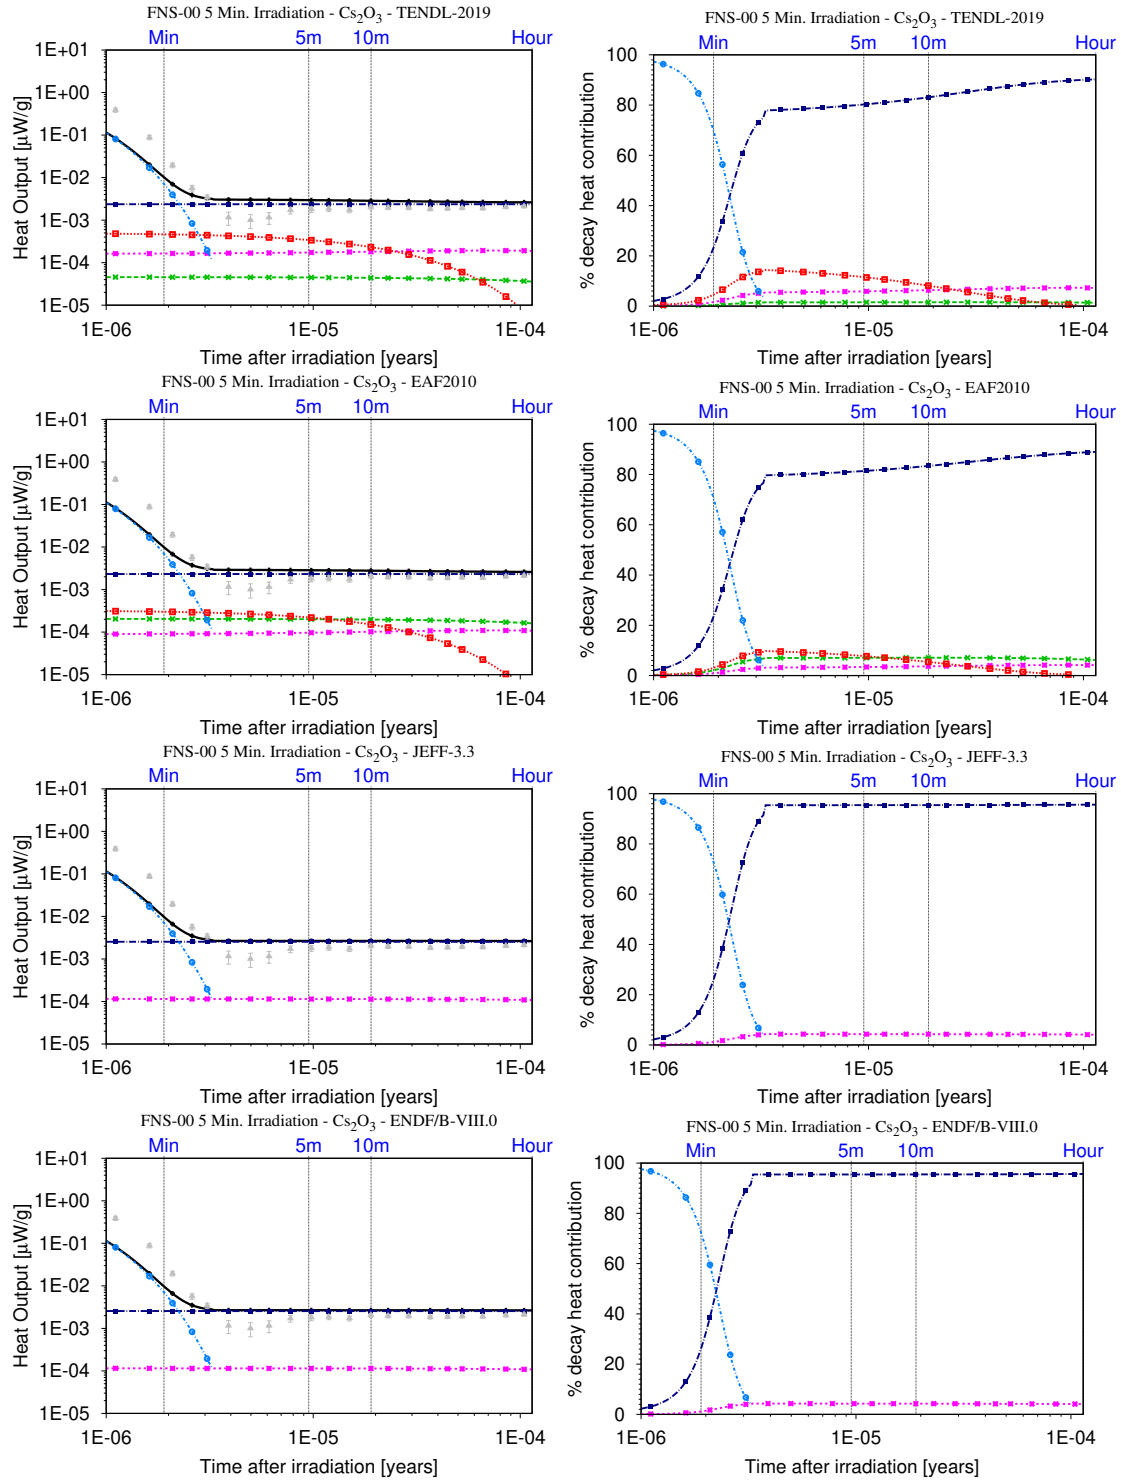 FNS-00 5 Min. Irradiation - Cs₂O₃ - TENDL-2019
Min 5m 10m Hour
1E+01
1E+00
1E-01
1E-02
1E-03
1E-04
1E-05
Heat Output [µW/g]
1E-06 1E-05 1E-04
Time after irradiation [years]
FNS-00 5 Min. Irradiation - Cs₂O₃ - TENDL-2019
Min 5m 10m Hour
100
80
60
40
20
0
% decay heat contribution
1E-06 1E-05 1E-04
Time after irradiation [years]
FNS-00 5 Min. Irradiation - Cs₂O₃ - EAF2010
Min 5m 10m Hour
1E+01
1E+00
1E-01
1E-02
1E-03
1E-04
1E-05
Heat Output [µW/g]
1E-06 1E-05 1E-04
Time after irradiation [years]
FNS-00 5 Min. Irradiation - Cs₂O₃ - EAF2010
Min 5m 10m Hour
100
80
60
40
20
0
% decay heat contribution
1E-06 1E-05 1E-04
Time after irradiation [years]
FNS-00 5 Min. Irradiation - Cs₂O₃ - JEFF-3.3
Min 5m 10m Hour
1E+01
1E+00
1E-01
1E-02
1E-03
1E-04
1E-05
Heat Output [µW/g]
1E-06 1E-05 1E-04
Time after irradiation [years]
FNS-00 5 Min. Irradiation - Cs₂O₃ - JEFF-3.3
Min 5m 10m Hour
100
80
60
40
20
0
% decay heat contribution
1E-06 1E-05 1E-04
Time after irradiation [years]
FNS-00 5 Min. Irradiation - Cs₂O₃ - ENDF/B-VIII.0
Min 5m 10m Hour
1E+01
1E+00
1E-01
1E-02
1E-03
1E-04
1E-05
Heat Output [µW/g]
1E-06 1E-05 1E-04
Time after irradiation [years]
FNS-00 5 Min. Irradiation - Cs₂O₃ - ENDF/B-VIII.0
Min 5m 10m Hour
100
80
60
40
20
0
% decay heat contribution
1E-06 1E-05 1E-04
Time after irradiation [years]